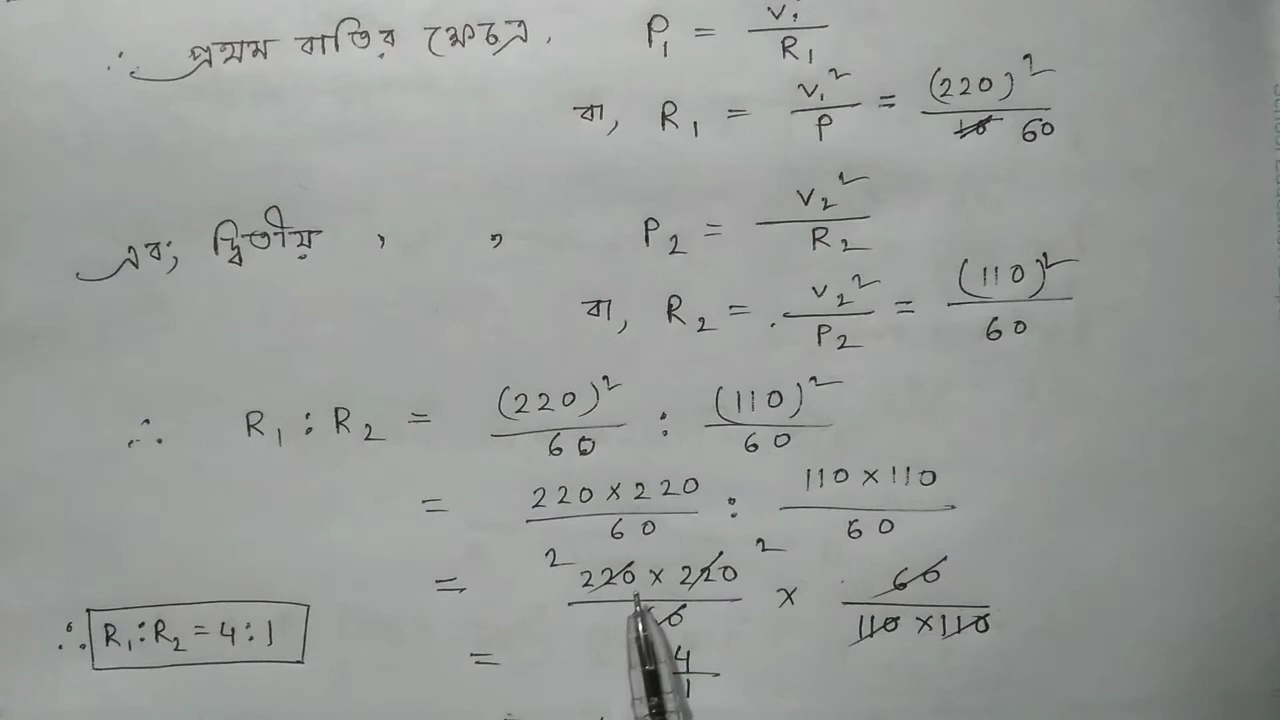 ∴ প্রথম বাতির ক্ষেত্রে, P₁ = V₁/R₁
বা, R₁ = V₁²/P = (220)²/60
এবং, দ্বিতীয় , , P₂ = V₂²/R₂
বা, R₂ = V₂²/P₂ = (110)²/60
∴ R₁ : R₂ = (220)²/60 : (110)²/60
= 220 × 220/60 : 110 × 110/60
= 2 220 × 220 2/60 × 60/110 × 110
= 4/1
∴ R₁ : R₂ = 4 : 1